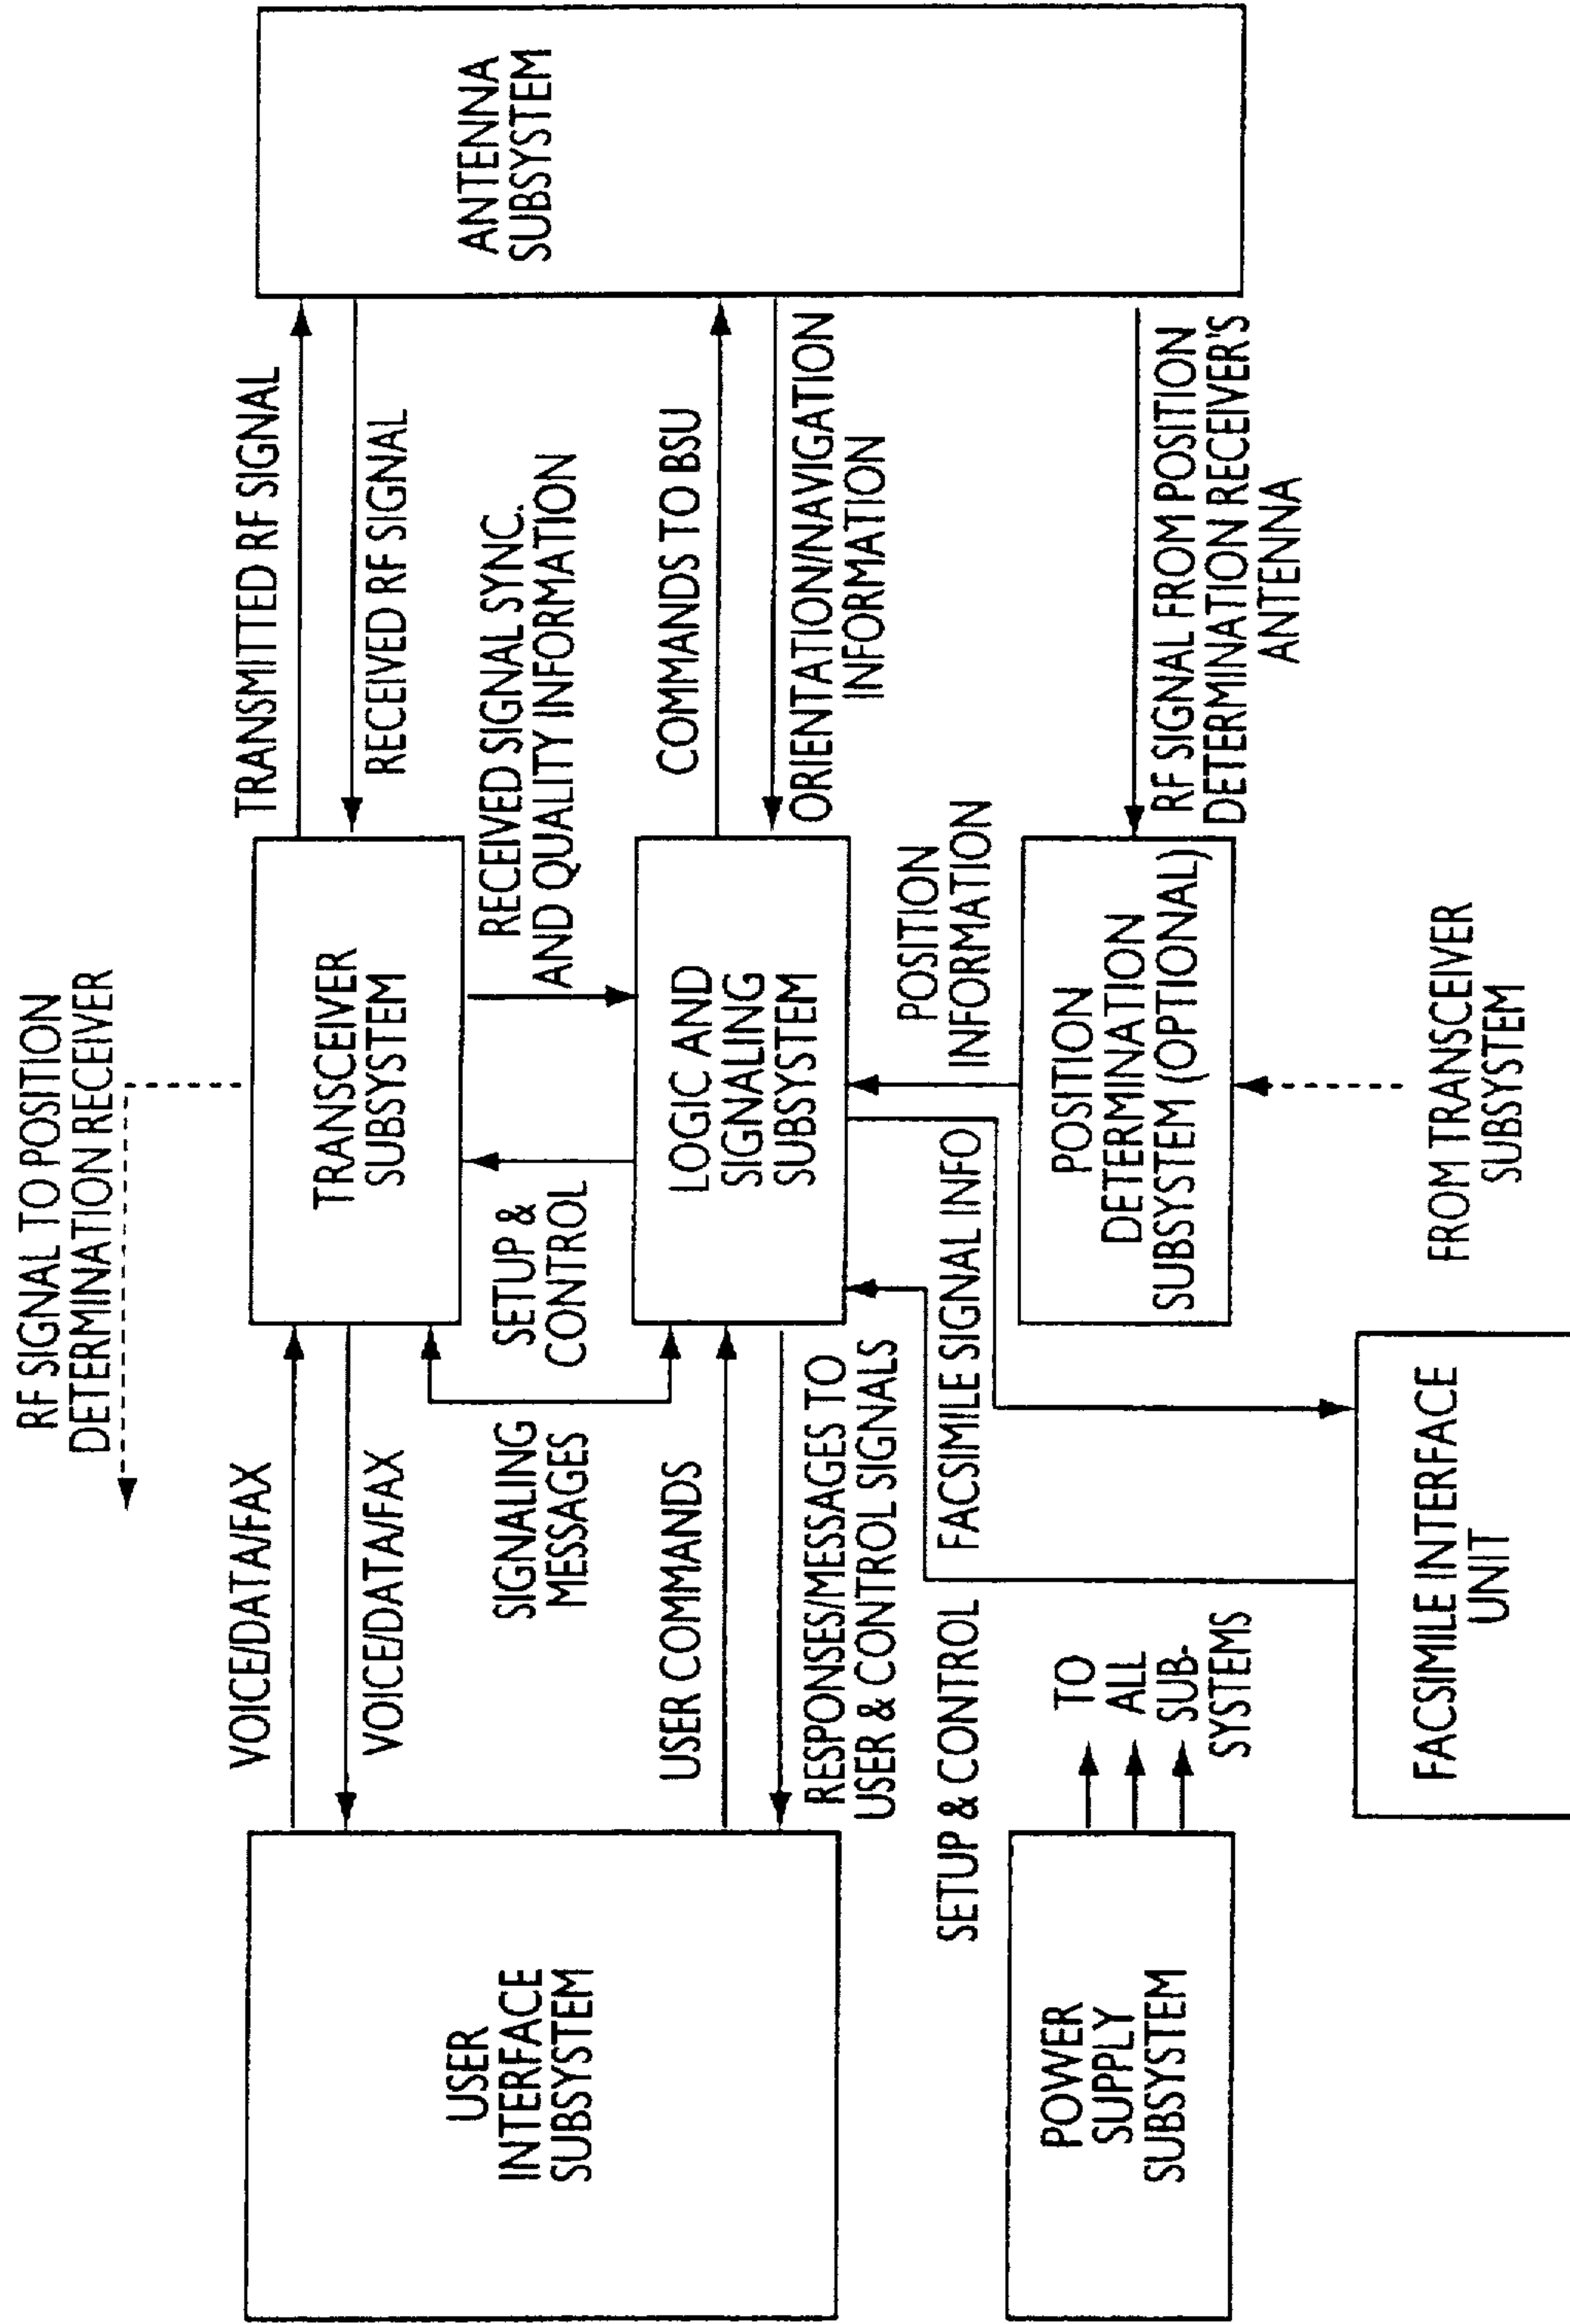 RF SIGNAL TO POSITION
DETERMINATION RECEIVER
VOICE/DATA/FAX
TRANSMITTED RF SIGNAL
VOICE/DATA/FAX
RECEIVED RF SIGNAL
TRANSCEIVER
SUBSYSTEM
ANTENNA
SUBSYSTEM
USER
INTERFACE
SUBSYSTEM
SIGNALING
MESSAGES
SETUP &
CONTROL
RECEIVED SIGNAL SYNC.
AND QUALITY INFORMATION
USER COMMANDS
LOGIC AND
SIGNALING
SUBSYSTEM
COMMANDS TO BSU
RESPONSES/MESSAGES TO
USER & CONTROL SIGNALS
ORIENTATION/NAVIGATION
INFORMATION
SETUP & CONTROL
FACSIMILE SIGNAL INFO
POSITION
INFORMATION
POWER
SUPPLY
SUBSYSTEM
TO
ALL
SUB-
SYSTEMS
POSITION
DETERMINATION
SUBSYSTEM (OPTIONAL)
RF SIGNAL FROM POSITION
DETERMINATION RECEIVER'S
ANTENNA
FACSIMILE INTERFACE
UNIT
FROM TRANSCEIVER
SUBSYSTEM